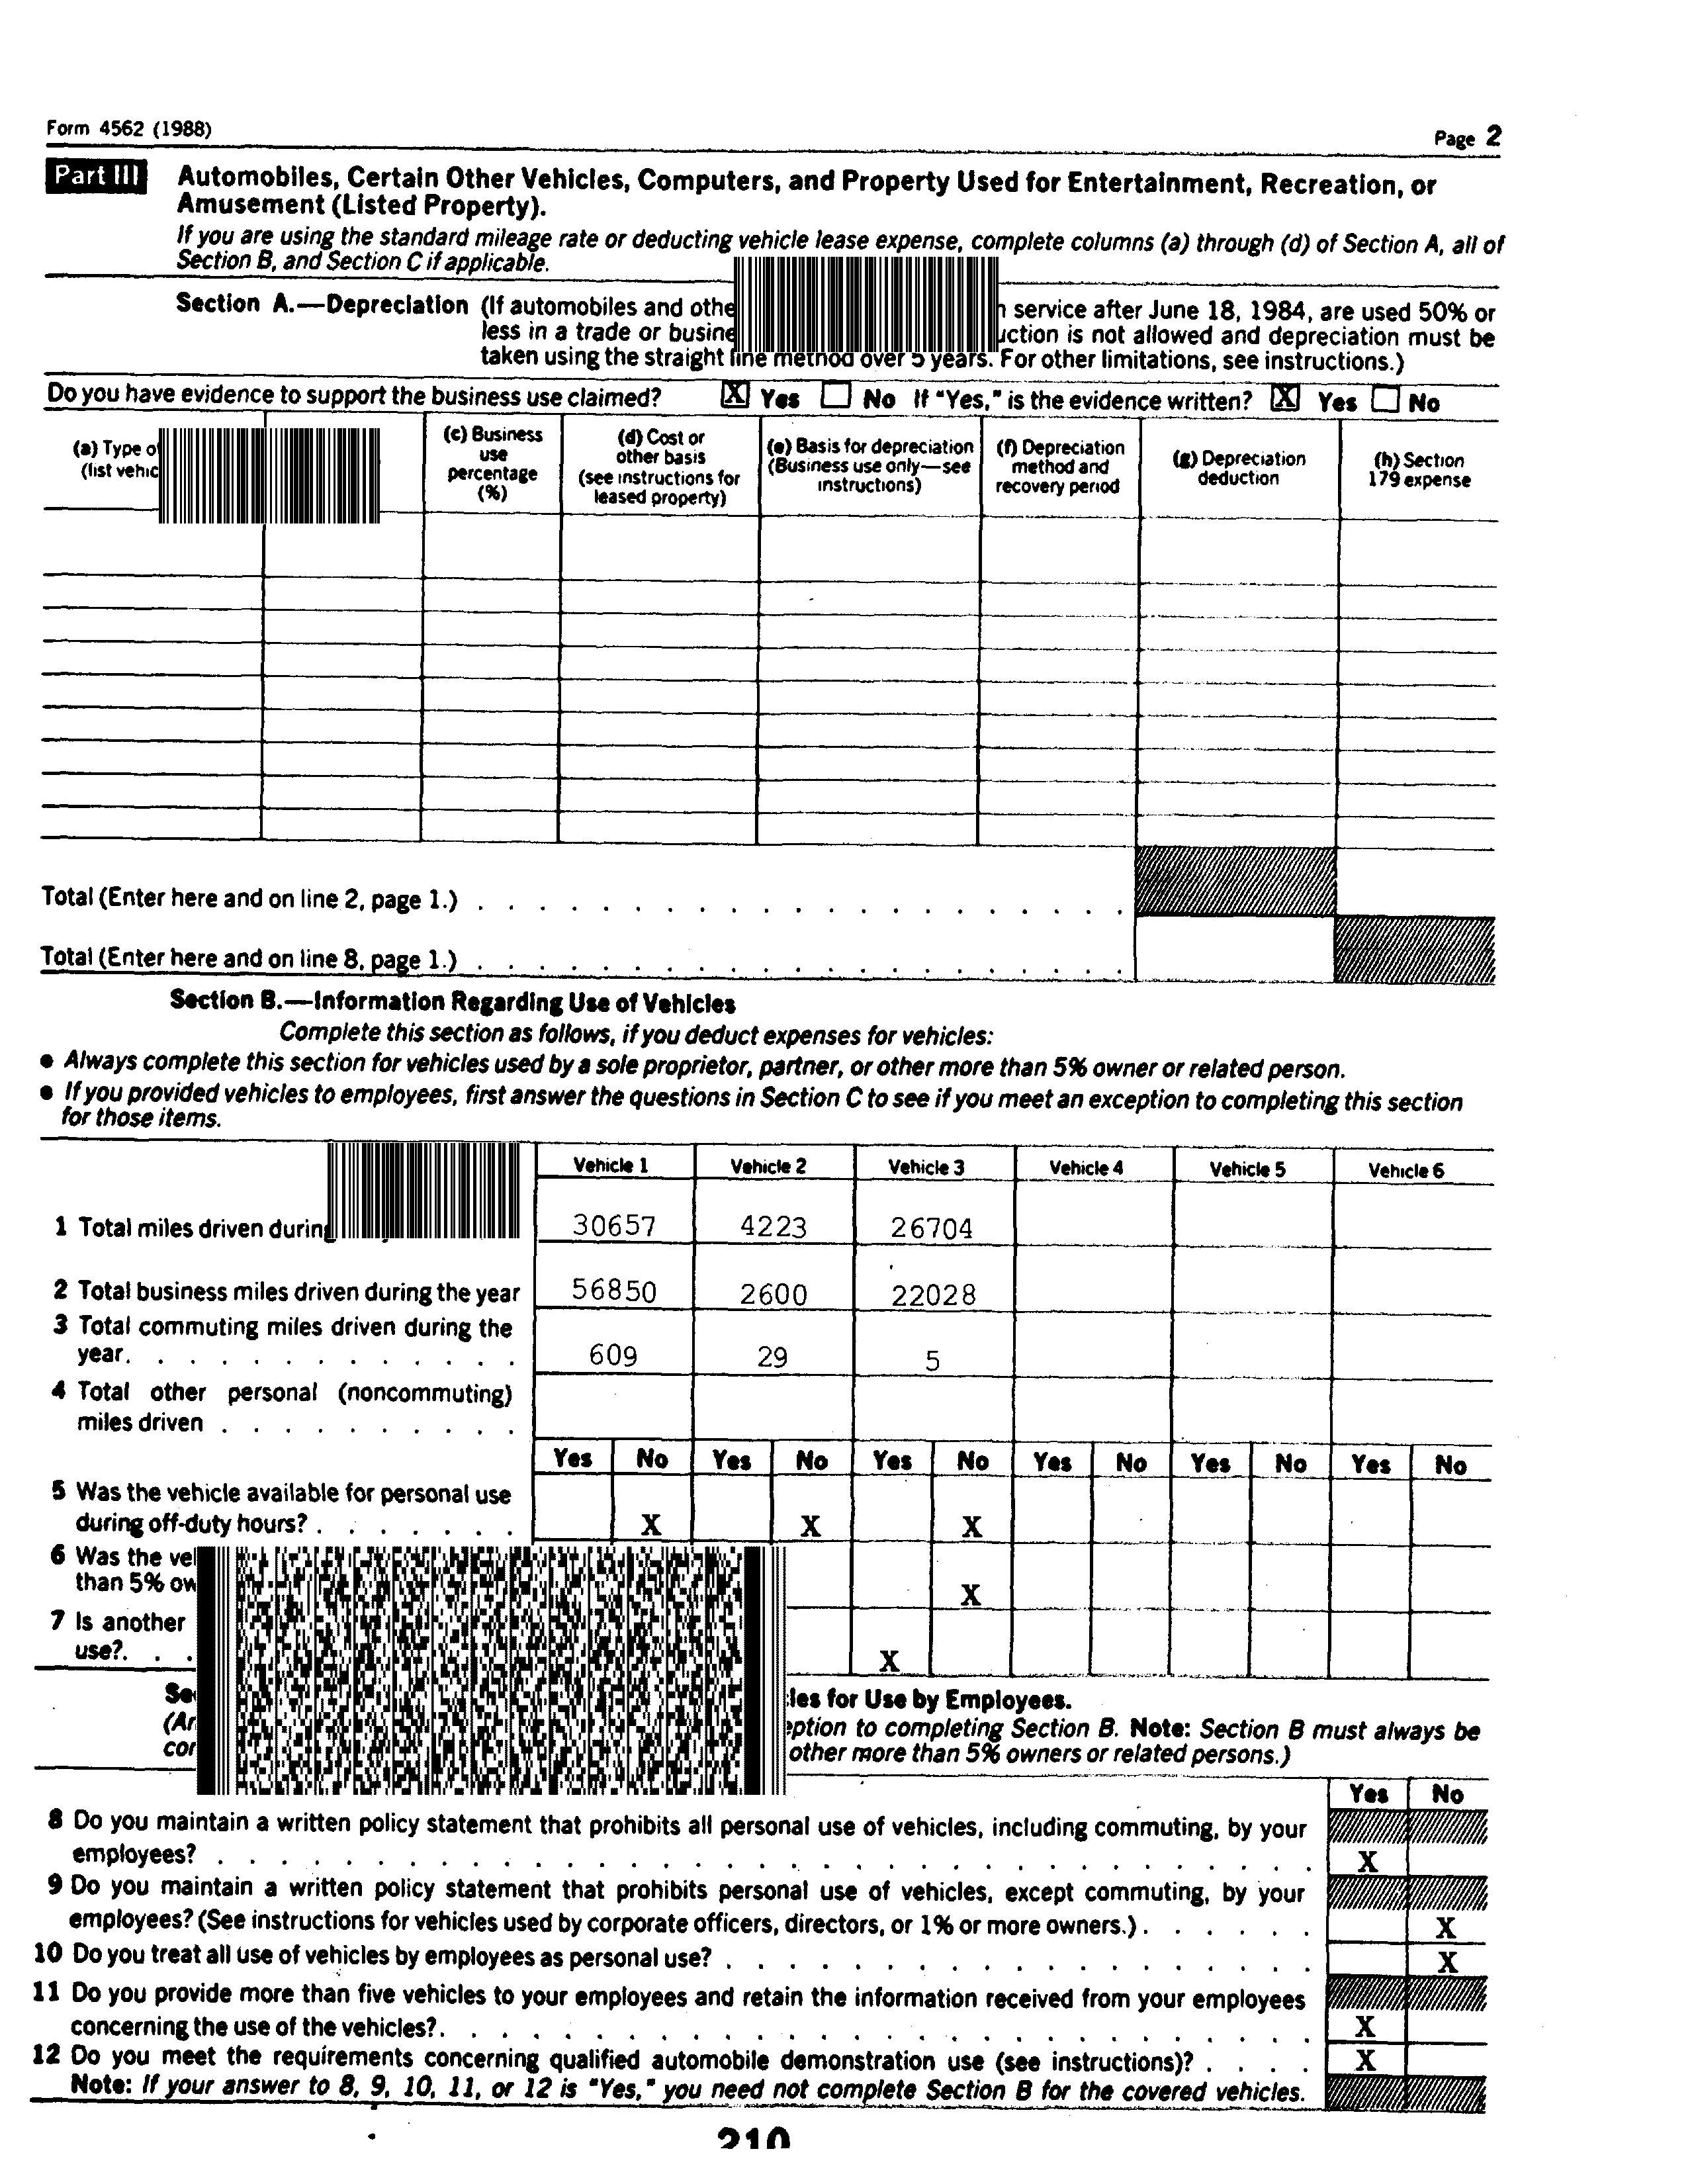 Form 4562 (1988)
Page 2
Part III Automobiles, Certain Other Vehicles, Computers, and Property Used for Entertainment, Recreation, or
Amusement (Listed Property).
If you are using the standard mileage rate or deducting vehicle lease expense, complete columns (a) through (d) of Section A, all of
Section B, and Section C if applicable.
Section A.—Depreciation (If automobiles and othe service after June 18, 1984, are used 50% or
less in a trade or busine uction is not allowed and depreciation must be
taken using the straight line method over 5 years. For other limitations, see instructions.)
Do you have evidence to support the business use claimed? X Yes No If "Yes," is the evidence written? X Yes No
(a) Type of
(list vehic
(c) Business
use
percentage
(%)
(d) Cost or
other basis
(see instructions for
leased property)
(e) Basis for depreciation
(Business use only—see
instructions)
(f) Depreciation
method and
recovery period
(g) Depreciation
deduction
(h) Section
179 expense
Total (Enter here and on line 2, page 1.)
Total (Enter here and on line 8, page 1.)
Section B.—Information Regarding Use of Vehicles
Complete this section as follows, if you deduct expenses for vehicles:
● Always complete this section for vehicles used by a sole proprietor, partner, or other more than 5% owner or related person.
● If you provided vehicles to employees, first answer the questions in Section C to see if you meet an exception to completing this section
for those items.
Vehicle 1 Vehicle 2 Vehicle 3 Vehicle 4 Vehicle 5 Vehicle 6
1 Total miles driven during 30657 4223 26704
2 Total business miles driven during the year 56850 2600 22028
3 Total commuting miles driven during the
year. 609 29 5
4 Total other personal (noncommuting)
miles driven
Yes No Yes No Yes No Yes No Yes No Yes No
5 Was the vehicle available for personal use
during off-duty hours? X X X
6 Was the vel
than 5% ow X
7 Is another
use? X
Se les for Use by Employees.
(An eption to completing Section B. Note: Section B must always be
cor other more than 5% owners or related persons.)
Yes No
8 Do you maintain a written policy statement that prohibits all personal use of vehicles, including commuting, by your
employees? X
9 Do you maintain a written policy statement that prohibits personal use of vehicles, except commuting, by your
employees? (See instructions for vehicles used by corporate officers, directors, or 1% or more owners.) X
10 Do you treat all use of vehicles by employees as personal use? X
11 Do you provide more than five vehicles to your employees and retain the information received from your employees
concerning the use of the vehicles? X
12 Do you meet the requirements concerning qualified automobile demonstration use (see instructions)? X
Note: If your answer to 8, 9, 10, 11, or 12 is "Yes," you need not complete Section B for the covered vehicles.
210